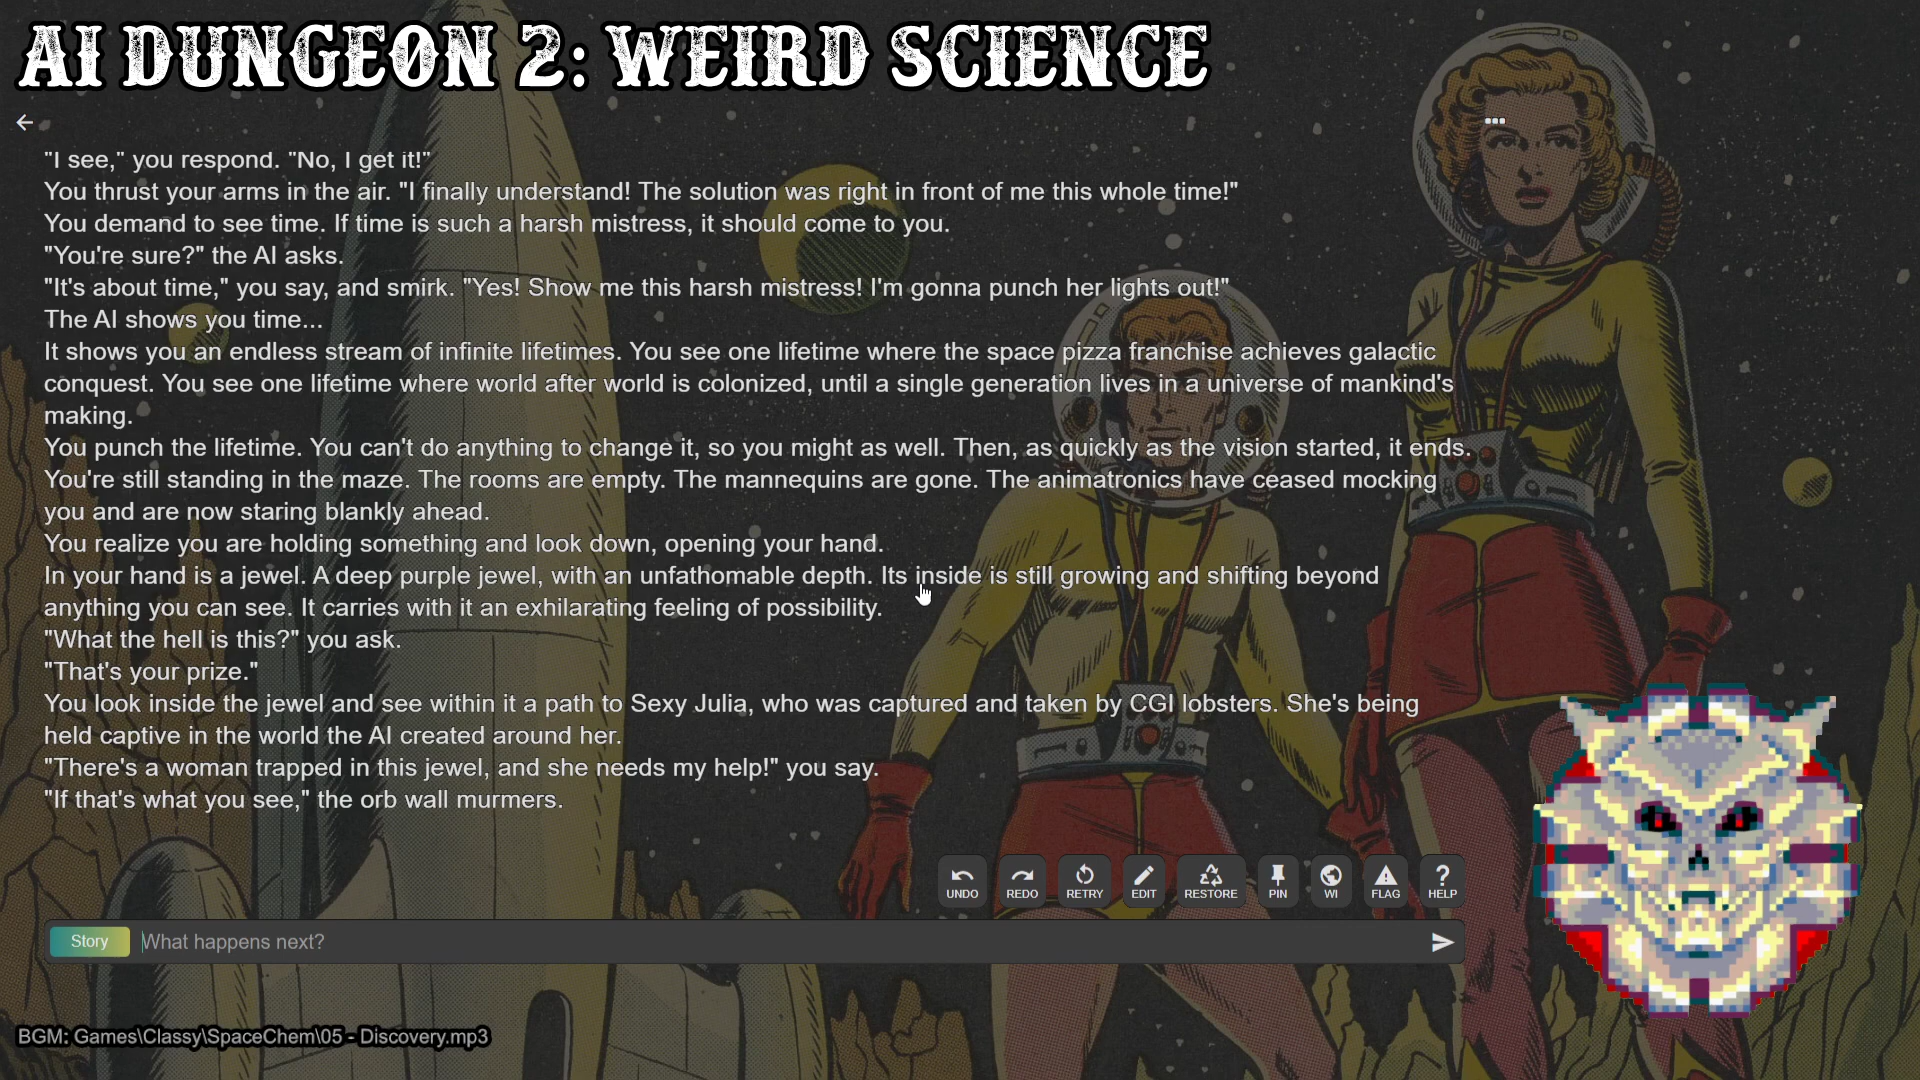 AI DUNGEON 2: WEIRD SCIENCE
"I see," you respond. "No, I get it!"
You thrust your arms in the air. "I finally understand! The solution was right in front of me this whole time!"
You demand to see time. If time is such a harsh mistress, it should come to you.
"You're sure?" the AI asks.
"It's about time," you say, and smirk. "Yes! Show me this harsh mistress! I'm gonna punch her lights out!"
The AI shows you time...
It shows you an endless stream of infinite lifetimes. You see one lifetime where the space pizza franchise achieves galactic
conquest. You see one lifetime where world after world is colonized, until a single generation lives in a universe of mankind's
making.
You punch the lifetime. You can't do anything to change it, so you might as well. Then, as quickly as the vision started, it ends.
You're still standing in the maze. The rooms are empty. The mannequins are gone. The animatronics have ceased mocking
you and are now staring blankly ahead.
You realize you are holding something and look down, opening your hand.
In your hand is a jewel. A deep purple jewel, with an unfathomable depth. Its inside is still growing and shifting beyond
anything you can see. It carries with it an exhilarating feeling of possibility.
"What the hell is this?" you ask.
"That's your prize."
You look inside the jewel and see within it a path to Sexy Julia, who was captured and taken by CGI lobsters. She's being
held captive in the world the AI created around her.
"There's a woman trapped in this jewel, and she needs my help!" you say.
"If that's what you see," the orb wall murmers.
UNDO REDO RETRY EDIT RESTORE PIN WI FLAG HELP
Story What happens next?
BGM: Games\Classy\SpaceChem\05 - Discovery.mp3